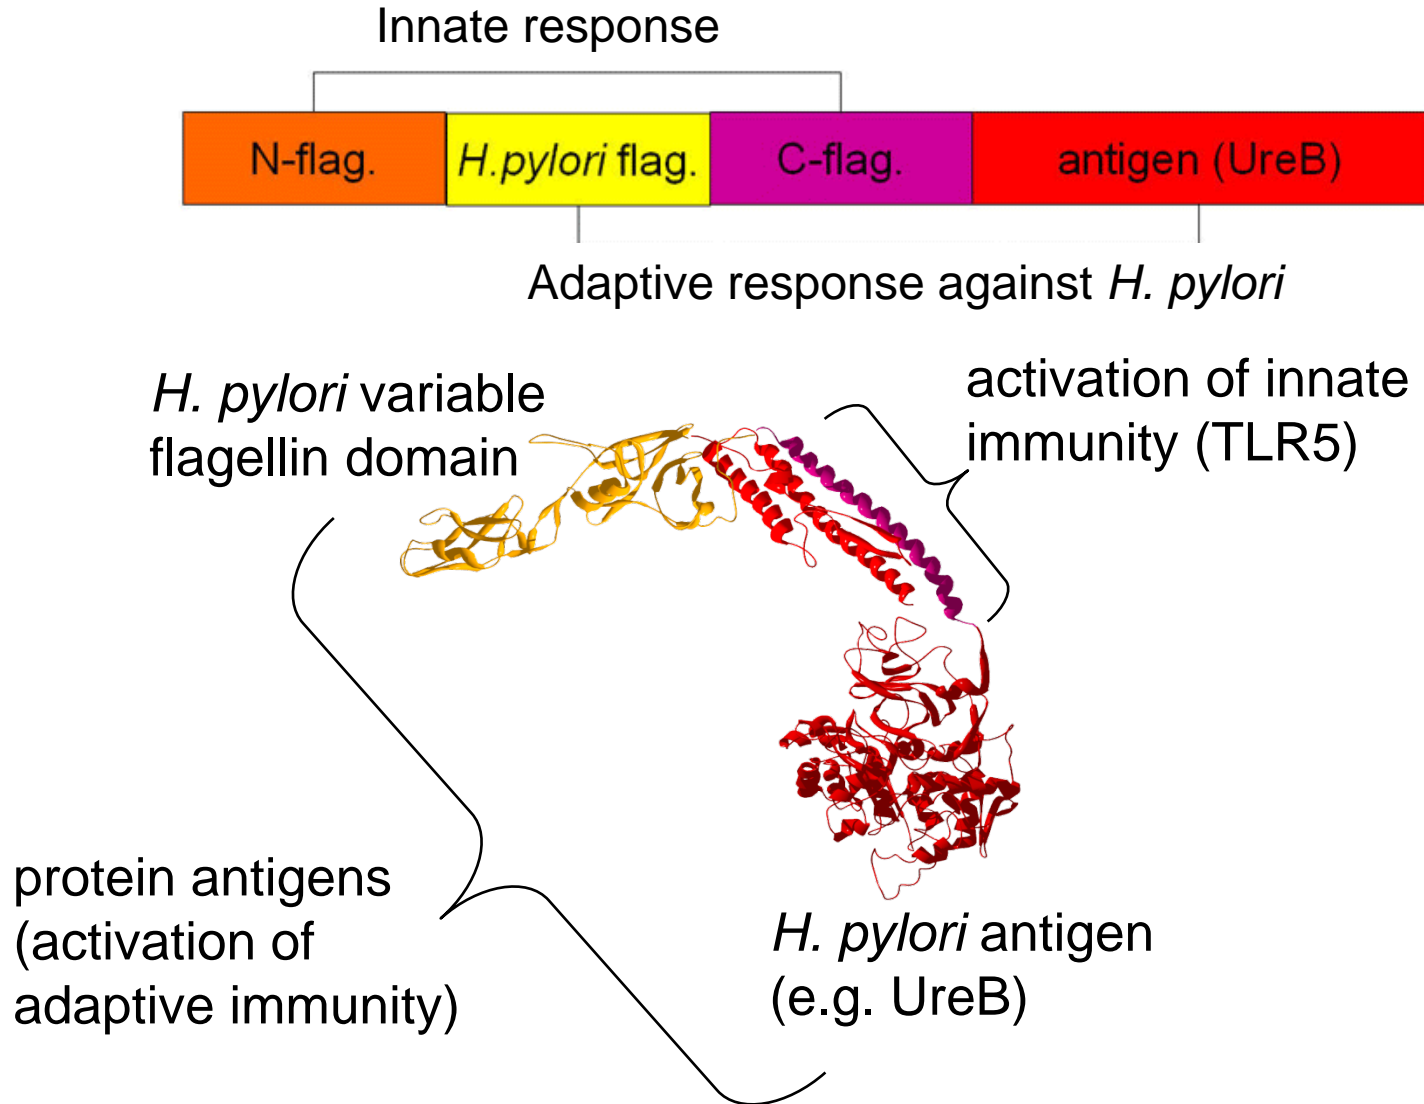 Innate response
N-flag.
H.pylori flag.
C-flag.
antigen (UreB)
Adaptive response against H. pylori
H. pylori variable
flagellin domain
activation of innate
immunity (TLR5)
protein antigens
(activation of
adaptive immunity)
H. pylori antigen
(e.g. UreB)